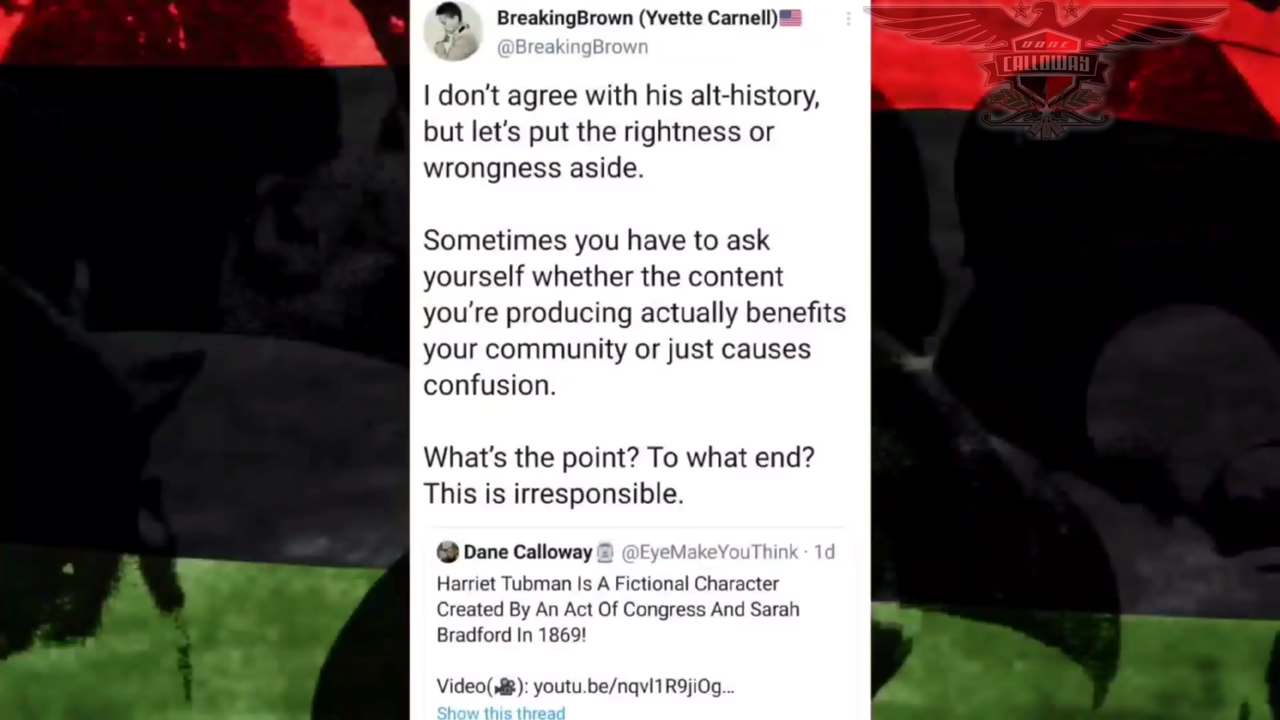 BreakingBrown (Yvette Carnell)
@BreakingBrown
I don't agree with his alt-history,
but let's put the rightness or
wrongness aside.
Sometimes you have to ask
yourself whether the content
you're producing actually benefits
your community or just causes
confusion.
What's the point? To what end?
This is irresponsible.
Dane Calloway @EyeMakeYouThink · 1d
Harriet Tubman Is A Fictional Character
Created By An Act Of Congress And Sarah
Bradford In 1869!
Video(🎥): youtu.be/nqvl1R9jiOg...
Show this thread
DANE
CALLOWAY